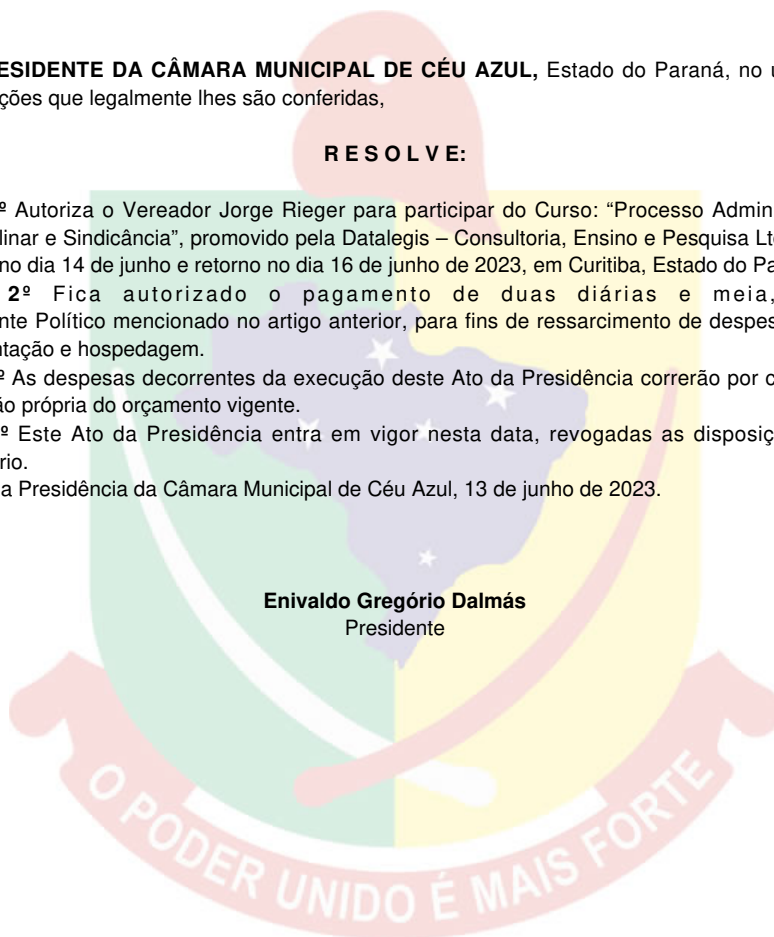 ESIDENTE DA CÂMARA MUNICIPAL DE CÉU AZUL, Estado do Paraná, no u
ções que legalmente lhes são conferidas,
R E S O L V E:
º Autoriza o Vereador Jorge Rieger para participar do Curso: “Processo Admin
linar e Sindicância”, promovido pela Datalegis – Consultoria, Ensino e Pesquisa Lt
no dia 14 de junho e retorno no dia 16 de junho de 2023, em Curitiba, Estado do Pa
2º Fica autorizado o pagamento de duas diárias e meia,
nte Político mencionado no artigo anterior, para fins de ressarcimento de despes
ntação e hospedagem.
º As despesas decorrentes da execução deste Ato da Presidência correrão por c
ão própria do orçamento vigente.
º Este Ato da Presidência entra em vigor nesta data, revogadas as disposiç
rio.
a Presidência da Câmara Municipal de Céu Azul, 13 de junho de 2023.
Enivaldo Gregório Dalmás
Presidente
O PODER UNIDO É MAIS FORTE